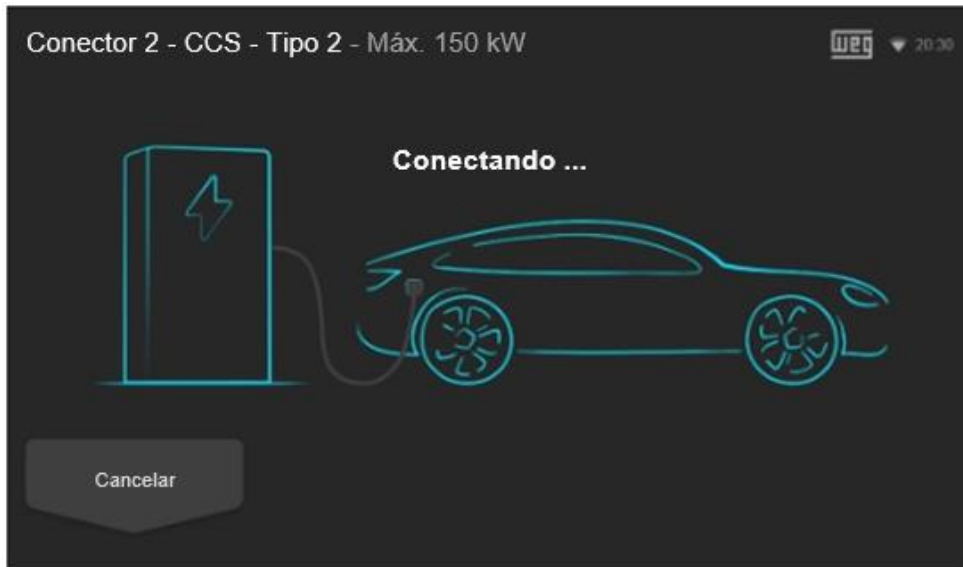 Conector 2 - CCS - Tipo 2 - Máx. 150 kW
weg 20:30
Conectando ...
Cancelar